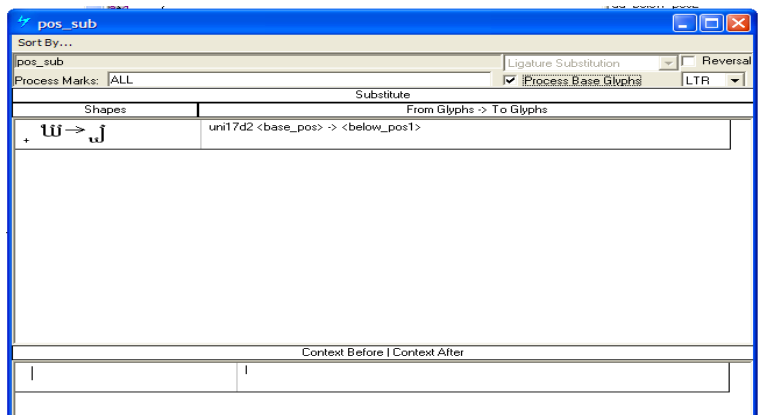 pos_sub
Sort By...
pos_sub Ligature Substitution Reversal
Process Marks: ALL Process Base Glyphs LTR
Substitute
Shapes From Glyphs -> To Glyphs
uni17d2 <base_pos> -> <below_pos1>
Context Before | Context After